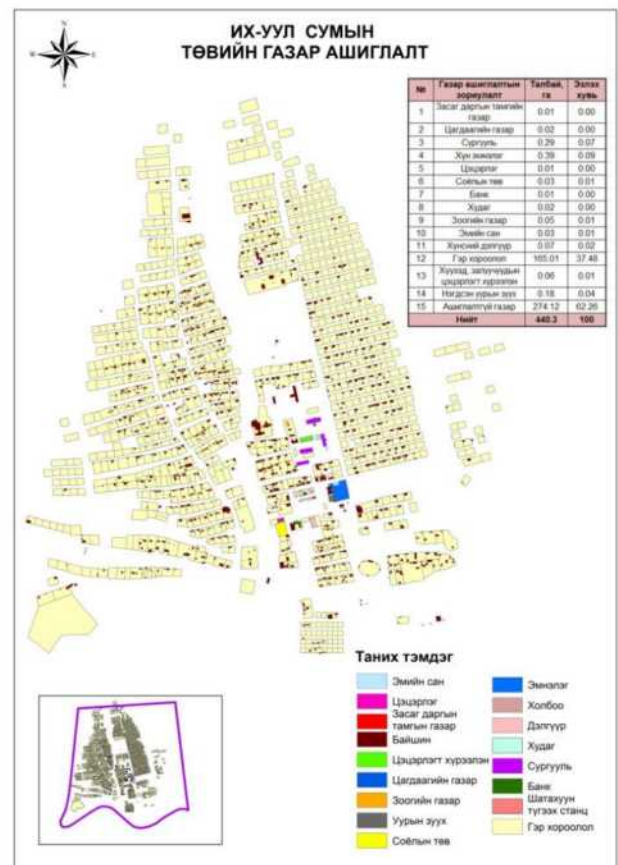 ИХ-УУЛ СУМЫН
ТӨВИЙН ГАЗАР АШИГЛАЛТ
N
W
E
S
№ Газар ашиглалтын зориулалт Талбай, га Эзлэх хувь
1 Засаг даргын тамгийн газар 0.01 0.00
2 Цагдаагийн газар 0.02 0.00
3 Сургууль 0.29 0.07
4 Хүн эмнэлэг 0.39 0.09
5 Цэцэрлэг 0.01 0.00
6 Соёлын төв 0.03 0.01
7 Банк 0.01 0.00
8 Худаг 0.02 0.00
9 Зоогийн газар 0.05 0.01
10 Эмийн сан 0.03 0.01
11 Хүнсний дэлгүүр 0.07 0.02
12 Гэр хороолол 165.01 37.48
13 Хүүхэд, залуучуудын цэцэрлэгт хүрээлэн 0.06 0.01
14 Нэгдсэн уурын зуух 0.18 0.04
15 Ашиглалтгүй газар 274.12 62.26
Нийт 440.3 100
Таних тэмдэг
Эмийн сан
Цэцэрлэг
Засаг даргын
тамгын газар
Байшин
Цэцэрлэгт хүрээлэн
Цагдаагийн газар
Зоогийн газар
Уурын зуух
Соёлын төв
Эмнэлэг
Холбоо
Дэлгүүр
Худаг
Сургууль
Банк
Шатахуун
түгээх станц
Гэр хороолол